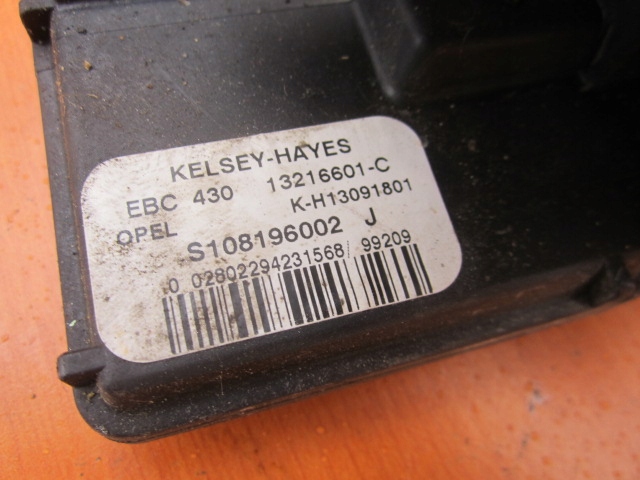 KELSEY-HAYES
EBC 430 13216601-C
OPEL K-H13091801
S108196002 J
0 02802294231568/ 99209